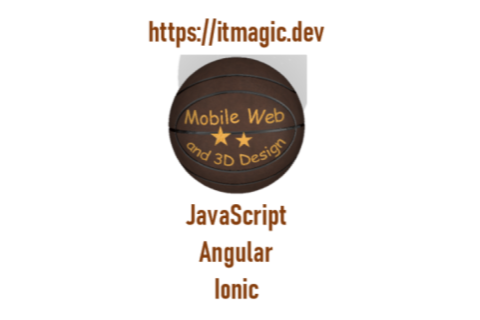 https://itmagic.dev
Mobile Web
and 3D Design
JavaScript
Angular
Ionic